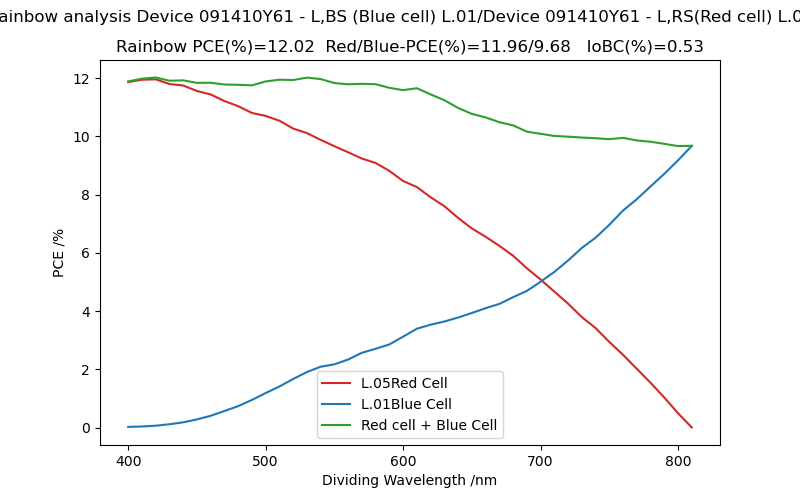 ainbow analysis Device 091410Y61 - L,BS (Blue cell) L.01/Device 091410Y61 - L,RS(Red cell) L.0
Rainbow PCE(%)=12.02 Red/Blue-PCE(%)=11.96/9.68 IoBC(%)=0.53
12
10
8
6
4
2
0
PCE /%
L.05Red Cell
L.01Blue Cell
Red cell + Blue Cell
400 500 600 700 800
Dividing Wavelength /nm